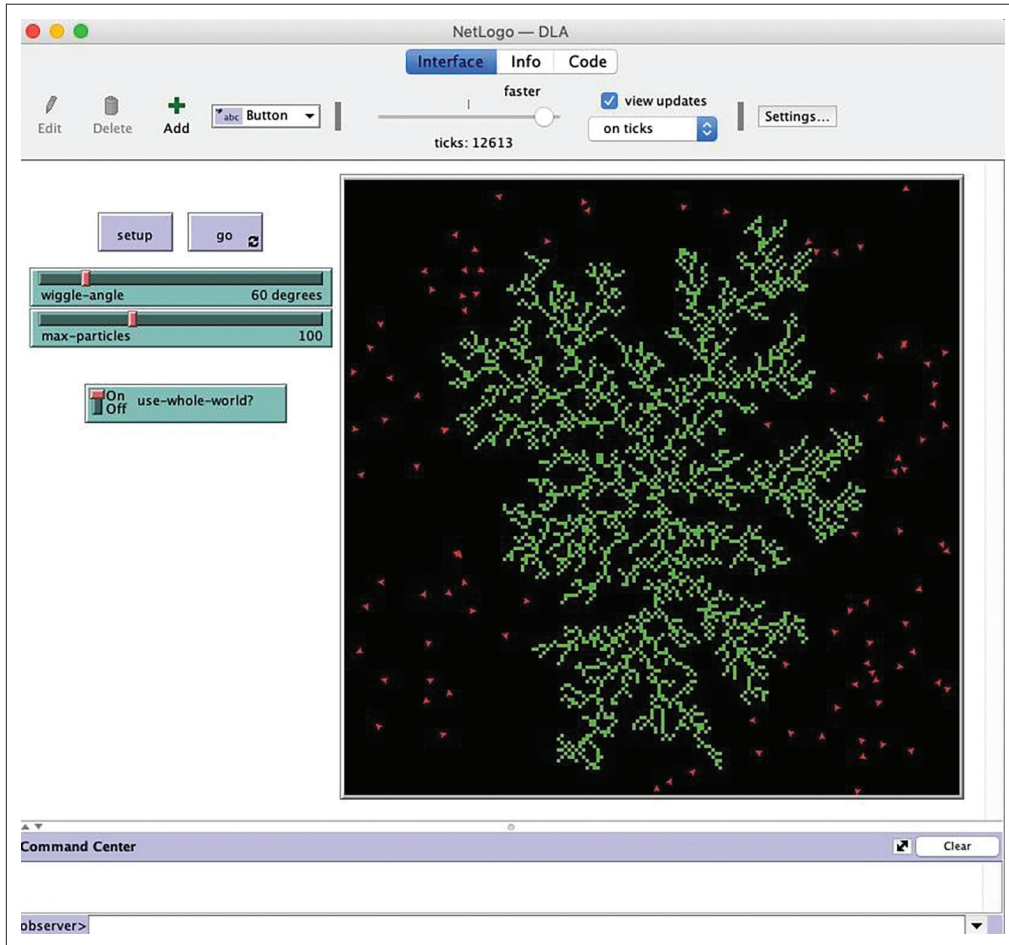 NetLogo — DLA
Interface Info Code
Edit
Delete
Add
abc Button
faster
ticks: 12613
view updates
on ticks
Settings...
setup
go
wiggle-angle 60 degrees
max-particles 100
On
Off
use-whole-world?
Command Center
Clear
observer>